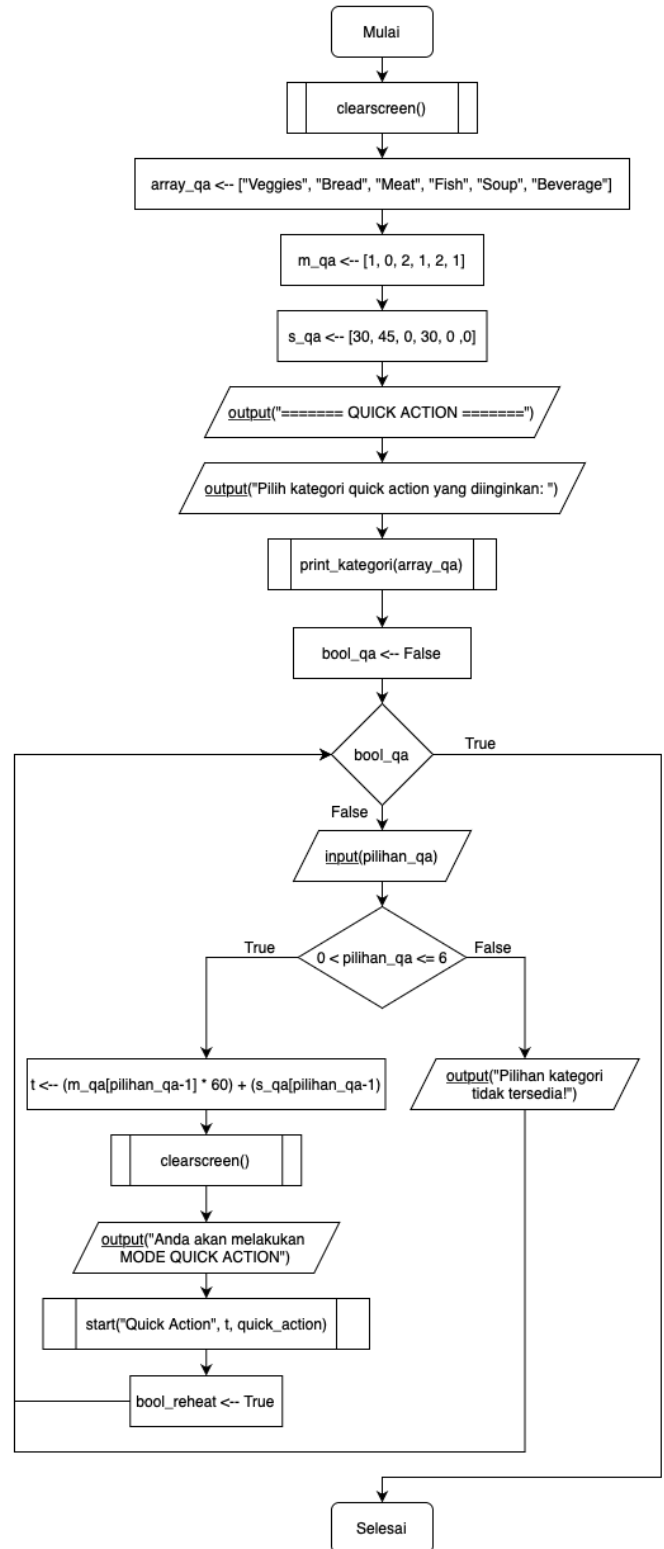 Mulai
clearscreen()
array_qa <-- ["Veggies", "Bread", "Meat", "Fish", "Soup", "Beverage"]
m_qa <-- [1, 0, 2, 1, 2, 1]
s_qa <-- [30, 45, 0, 30, 0 ,0]
output("======= QUICK ACTION =======")
output("Pilih kategori quick action yang diinginkan: ")
print_kategori(array_qa)
bool_qa <-- False
bool_qa
True
False
input(pilihan_qa)
True
0 < pilihan_qa <= 6
False
t <-- (m_qa[pilihan_qa-1] * 60) + (s_qa[pilihan_qa-1)
output("Pilihan kategori
tidak tersedia!")
clearscreen()
output("Anda akan melakukan
MODE QUICK ACTION")
start("Quick Action", t, quick_action)
bool_reheat <-- True
Selesai